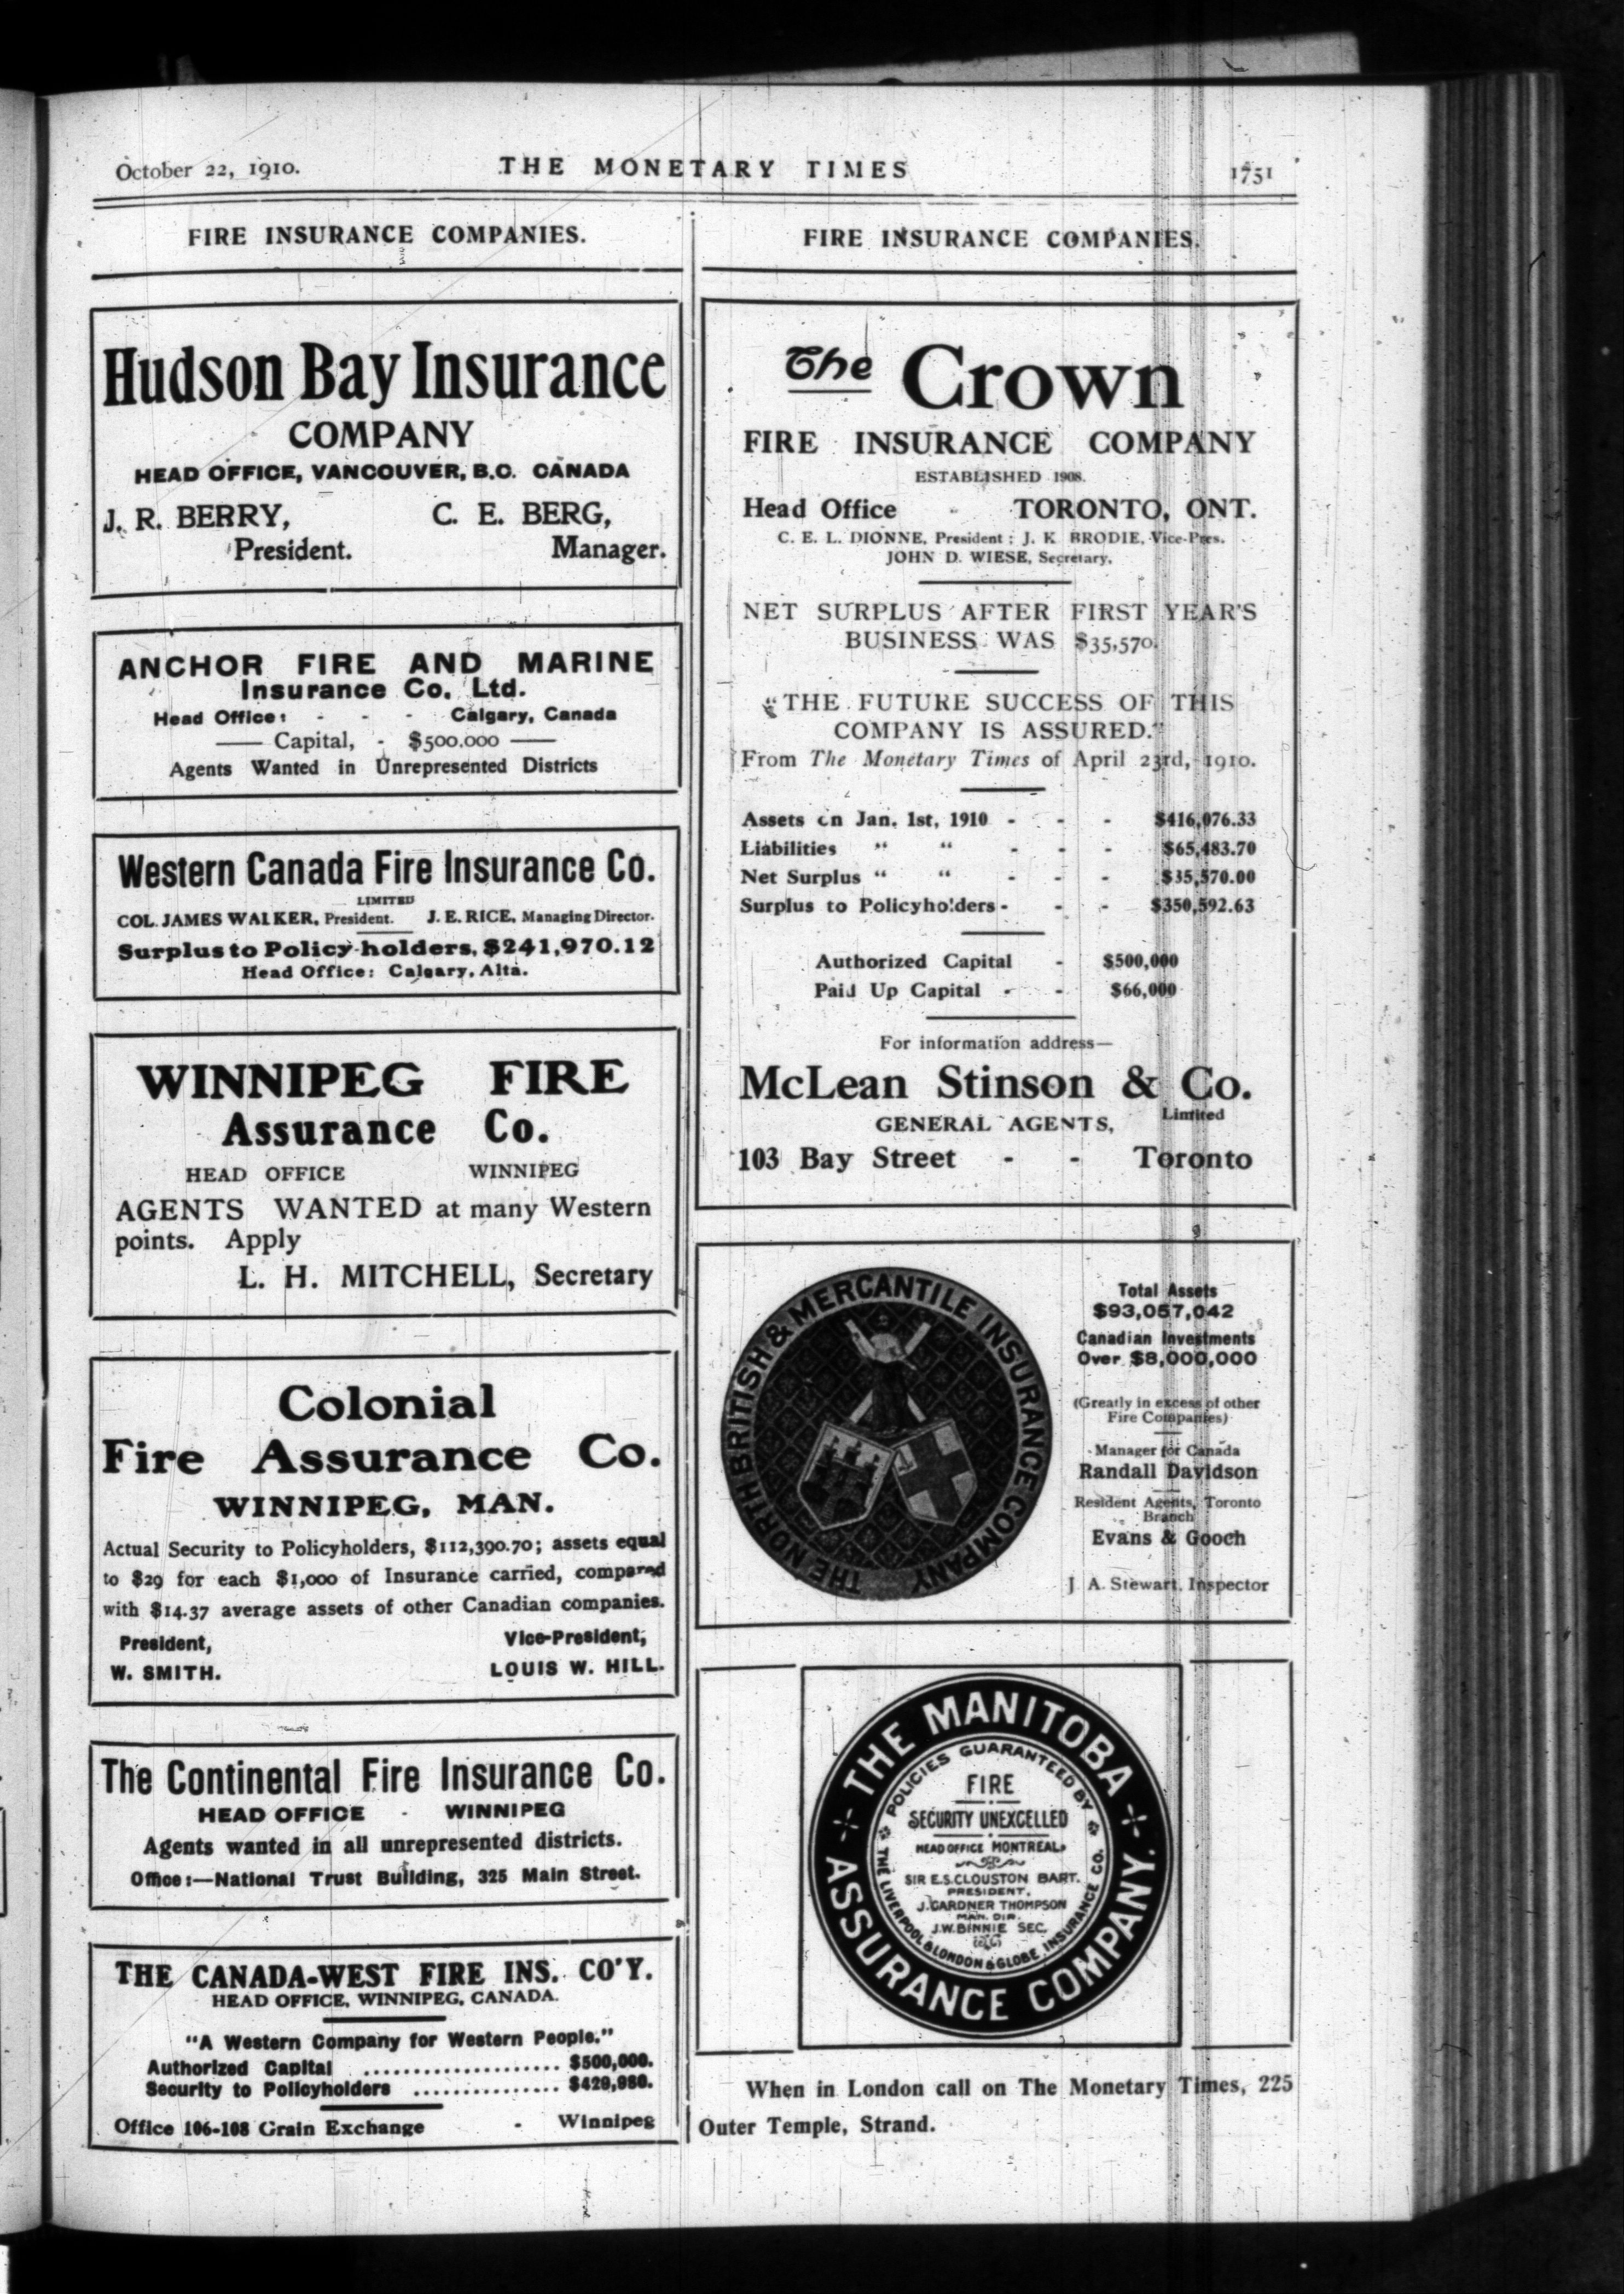 October 22, 1910.
THE MONETARY TIMES
1751
FIRE INSURANCE COMPANIES.
Hudson Bay Insurance
COMPANY
HEAD OFFICE, VANCOUVER, B.C. CANADA
J. R. BERRY, C. E. BERG,
President. Manager.
ANCHOR FIRE AND MARINE
Insurance Co. Ltd.
Head Office: - - - Calgary, Canada
Capital, - $500.000
Agents Wanted in Unrepresented Districts
Western Canada Fire Insurance Co.
LIMITED
COL. JAMES WALKER, President. J. E. RICE, Managing Director.
Surplus to Policy-holders, $241,970.12
Head Office: Calgary, Alta.
WINNIPEG FIRE
Assurance Co.
HEAD OFFICE WINNIPEG
AGENTS WANTED at many Western
points. Apply
L. H. MITCHELL, Secretary
Colonial
Fire Assurance Co.
WINNIPEG, MAN.
Actual Security to Policyholders, $112,390.70; assets equal
to $29 for each $1,000 of Insurance carried, compared
with $14.37 average assets of other Canadian companies.
President, Vice-President,
W. SMITH. LOUIS W. HILL.
The Continental Fire Insurance Co.
HEAD OFFICE - WINNIPEG
Agents wanted in all unrepresented districts.
Office:—National Trust Building, 325 Main Street.
THE CANADA-WEST FIRE INS. CO'Y.
HEAD OFFICE, WINNIPEG, CANADA.
"A Western Company for Western People."
Authorized Capital .................... $500,000.
Security to Policyholders ............... $429,980.
Office 106-108 Grain Exchange - Winnipeg
FIRE INSURANCE COMPANIES.
The Crown
FIRE INSURANCE COMPANY
ESTABLISHED 1908.
Head Office - TORONTO, ONT.
C. E. L. DIONNE, President; J. K. BRODIE, Vice-Pres.
JOHN D. WIESE, Secretary.
NET SURPLUS AFTER FIRST YEAR'S
BUSINESS WAS $35,570.
"THE FUTURE SUCCESS OF THIS
COMPANY IS ASSURED."
From The Monetary Times of April 23rd, 1910.
Assets on Jan. 1st, 1910 - - - $416,076.33
Liabilities " " - - - $65,483.70
Net Surplus " " - - - $35,570.00
Surplus to Policyholders - - - $350,592.63
Authorized Capital - $500,000
Paid Up Capital - - $66,000
For information address—
McLean Stinson & Co.
Limited
GENERAL AGENTS,
103 Bay Street - - Toronto
THE NORTH BRITISH & MERCANTILE INSURANCE COMPANY
Total Assets
$93,057,042
Canadian Investments
Over $8,000,000
(Greatly in excess of other
Fire Companies)
Manager for Canada
Randall Davidson
Resident Agents, Toronto
Branch
Evans & Gooch
J. A. Stewart, Inspector
THE MANITOBA
ASSURANCE COMPANY.
POLICIES GUARANTEED BY
THE LIVERPOOL & LONDON & GLOBE INSURANCE CO.
FIRE
SECURITY UNEXCELLED
HEAD OFFICE MONTREAL.
SIR E.S. CLOUSTON BART.
PRESIDENT.
J. GARDNER THOMPSON
MAN. DIR.
J.W. BINNIE SEC.
When in London call on The Monetary Times, 225
Outer Temple, Strand.